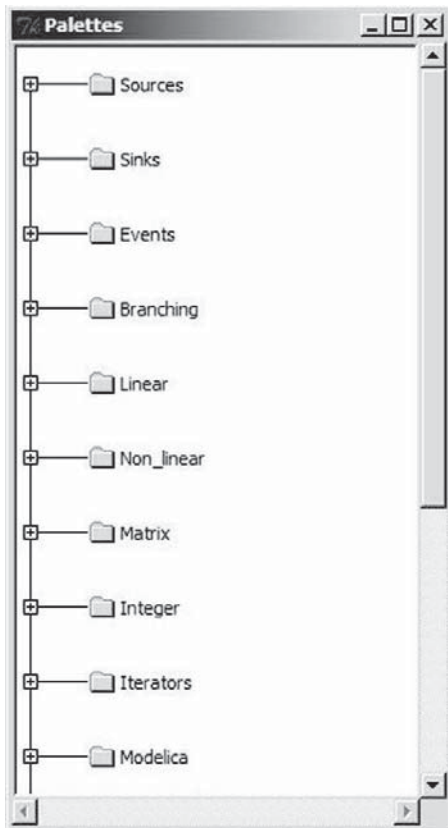 Palettes
Sources
Sinks
Events
Branching
Linear
Non_linear
Matrix
Integer
Iterators
Modelica